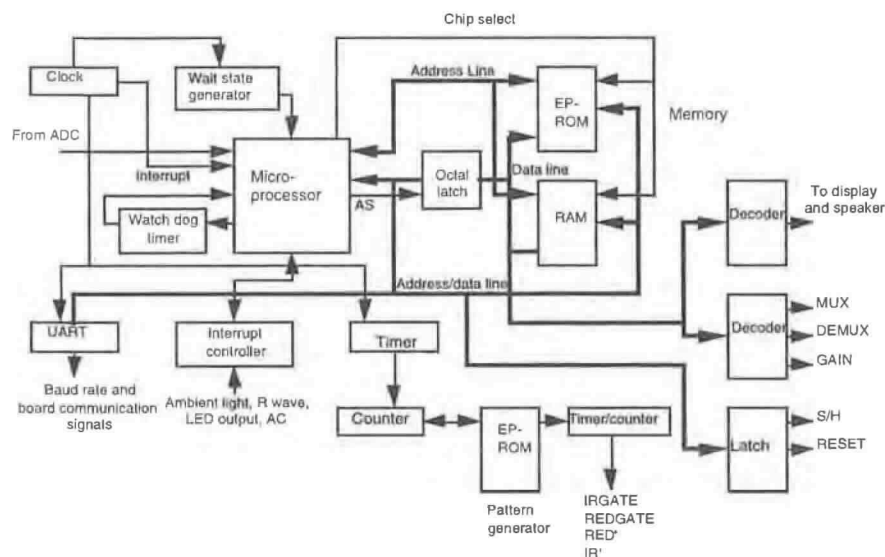 Chip select
Clock
Wait state
generator
Address Line
EP-
ROM
Memory
From ADC
Interrupt
Micro-
processor
Octal
latch
Data line
AS
RAM
Watch dog
timer
Decoder
To display
and speaker
Address/data line
UART
Interrupt
controller
Timer
Decoder
MUX
DEMUX
GAIN
Baud rate and
board communication
signals
Ambient light, R wave,
LED output, AC
Counter
EP-
ROM
Timer/counter
Latch
S/H
RESET
Pattern
generator
IRGATE
REDGATE
RED'
IR'